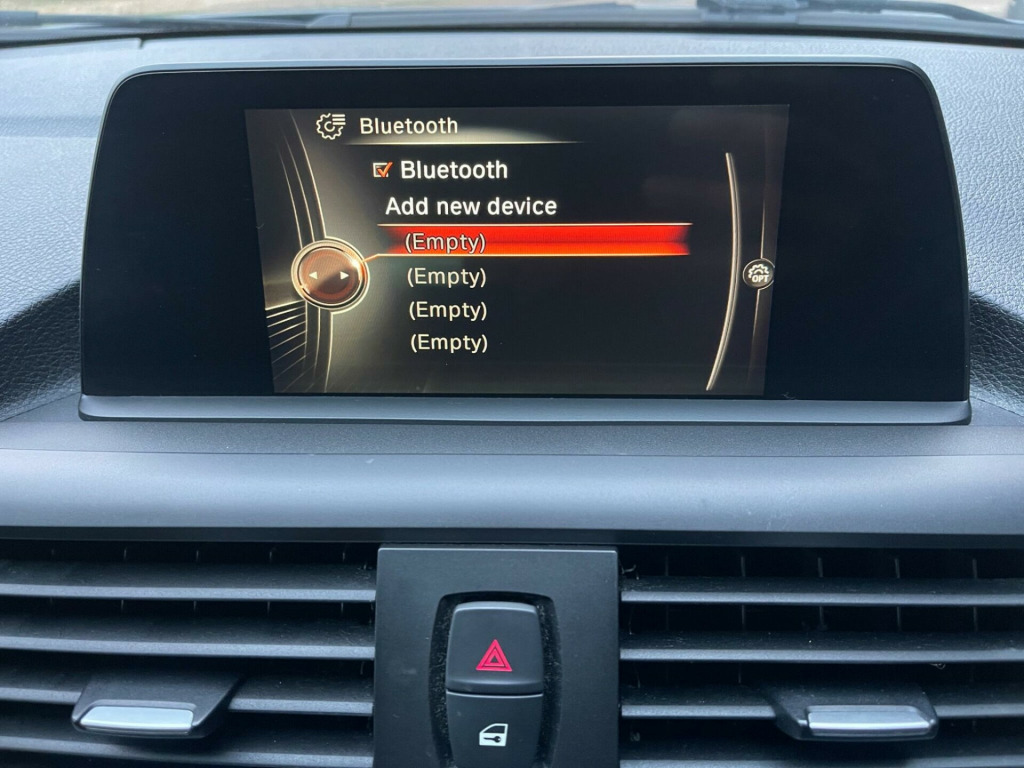 Bluetooth
Bluetooth
Add new device
(Empty)
(Empty)
OPT
(Empty)
(Empty)